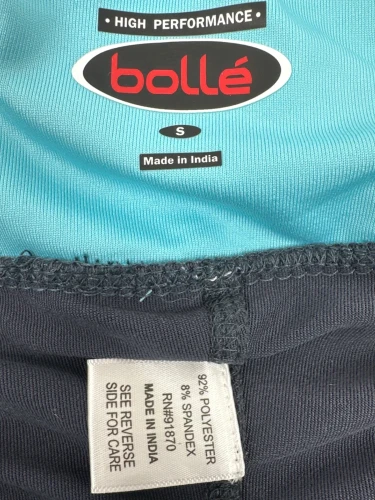 · HIGH PERFORMANCE ·
bollé
S
Made in India
92% POLYESTER
8% SPANDEX
RN#91870
MADE IN INDIA
SEE REVERSE
SIDE FOR CARE